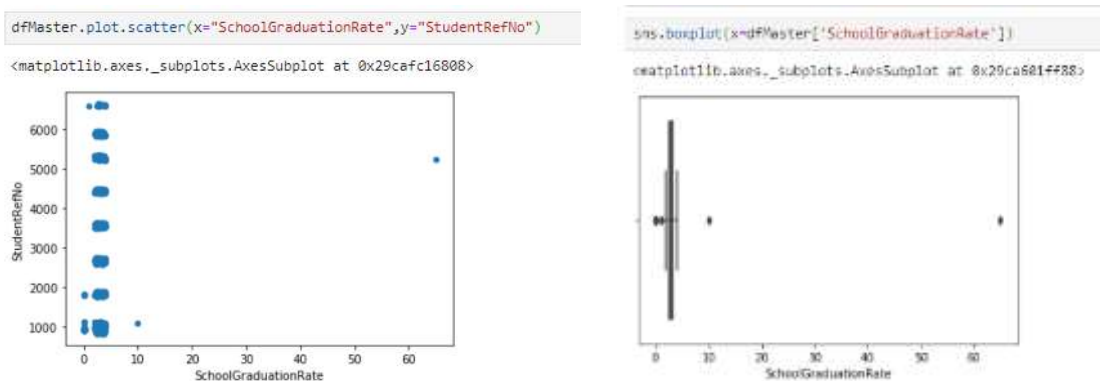 dfMaster.plot.scatter(x="SchoolGraduationRate",y="StudentRefNo")
<matplotlib.axes._subplots.AxesSubplot at 0x29cafc16808>
6000
5000
4000
3000
2000
1000
StudentRefNo
0 10 20 30 40 50 60
SchoolGraduationRate
sns.boxplot(x=dfMaster['SchoolGraduationRate'])
<matplotlib.axes._subplots.AxesSubplot at 0x29ca601ff88>
0 10 20 30 40 50 60
SchoolGraduationRate